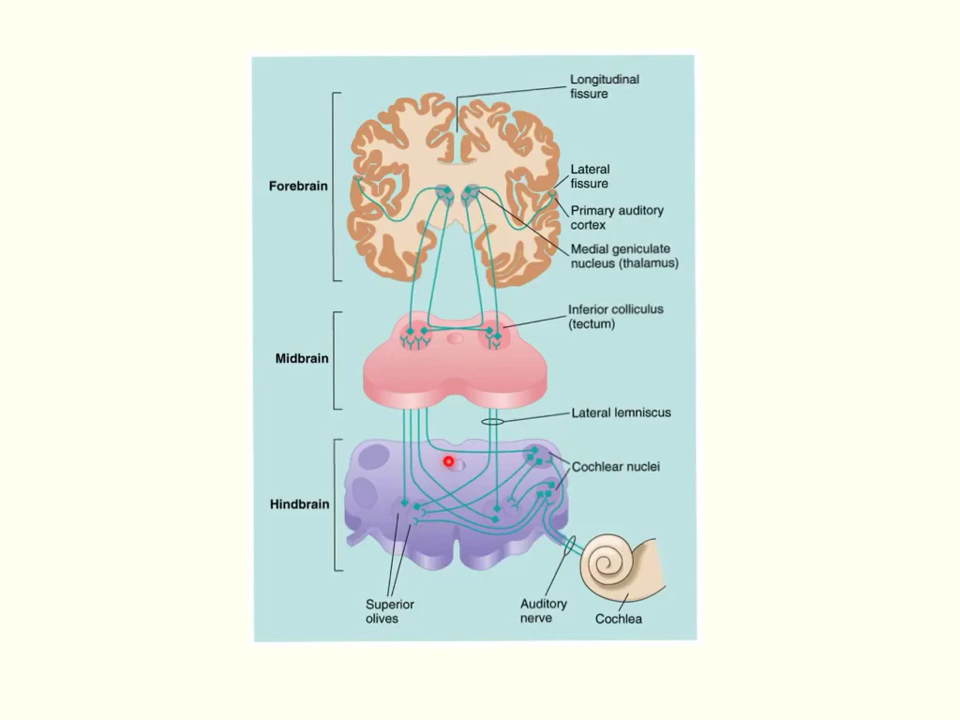 Longitudinal
fissure
Forebrain
Lateral
fissure
Primary auditory
cortex
Medial geniculate
nucleus (thalamus)
Inferior colliculus
(tectum)
Midbrain
Lateral lemniscus
Cochlear nuclei
Hindbrain
Superior
olives
Auditory
nerve
Cochlea